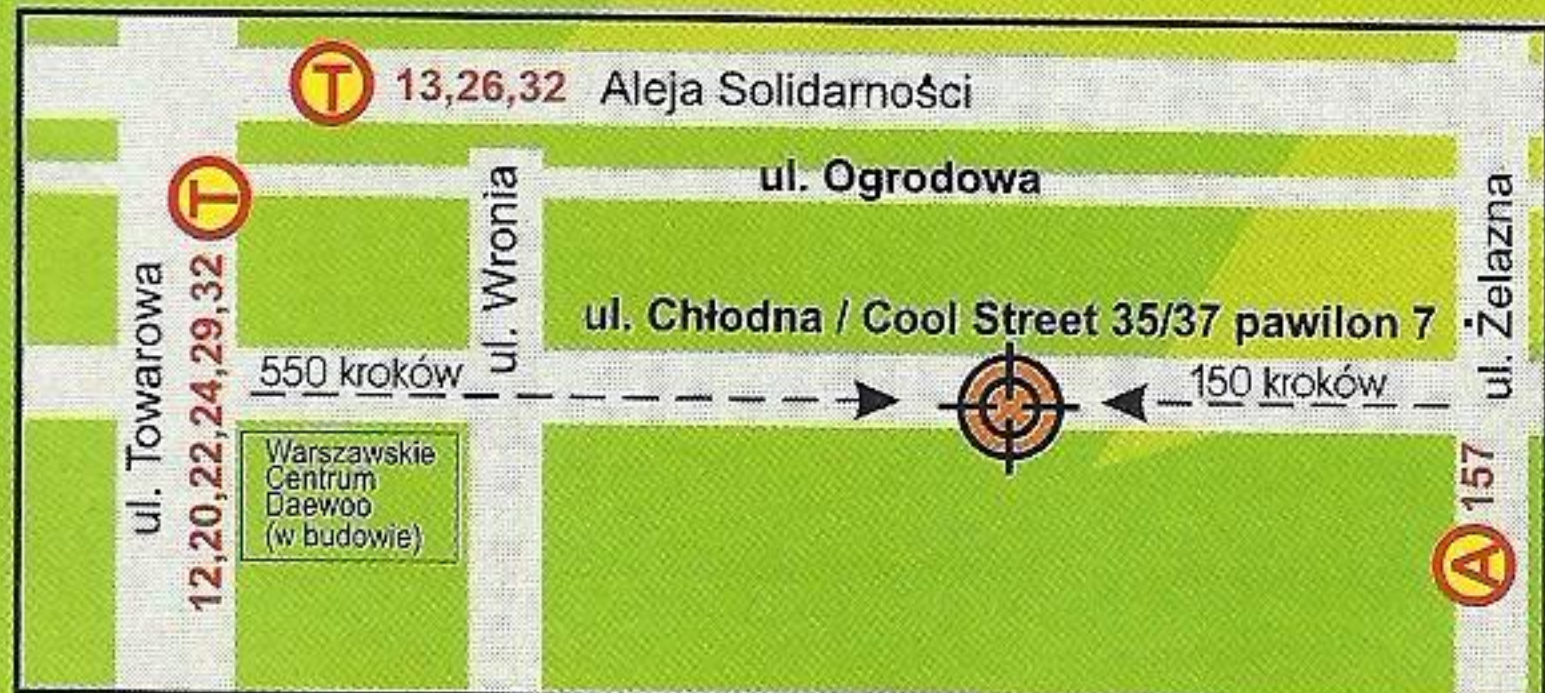 T 13,26,32 Aleja Solidarności
ul. Ogrodowa
T
12,20,22,24,29,32
ul. Towarowa
ul. Wronia
ul. Żelazna
ul. Chłodna / Cool Street 35/37 pawilon 7
550 kroków
150 kroków
Warszawskie
Centrum
Daewoo
(w budowie)
157
A